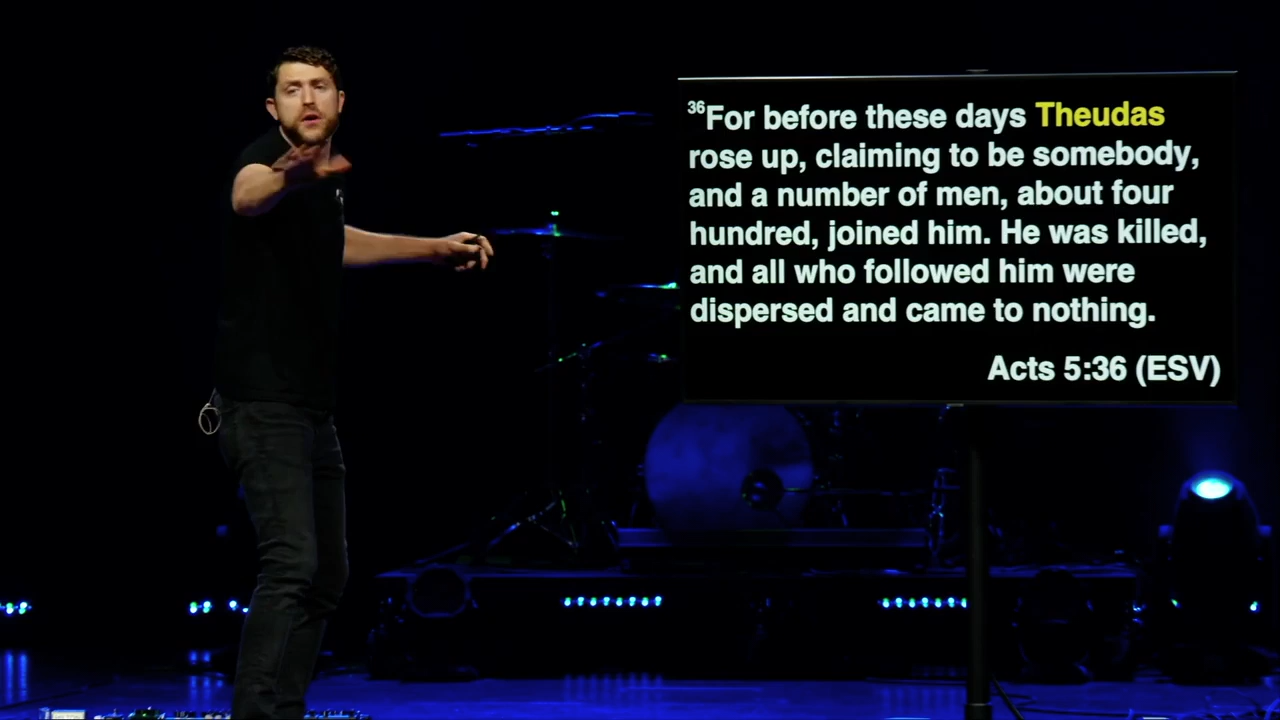 36For before these days Theudas
rose up, claiming to be somebody,
and a number of men, about four
hundred, joined him. He was killed,
and all who followed him were
dispersed and came to nothing.
Acts 5:36 (ESV)